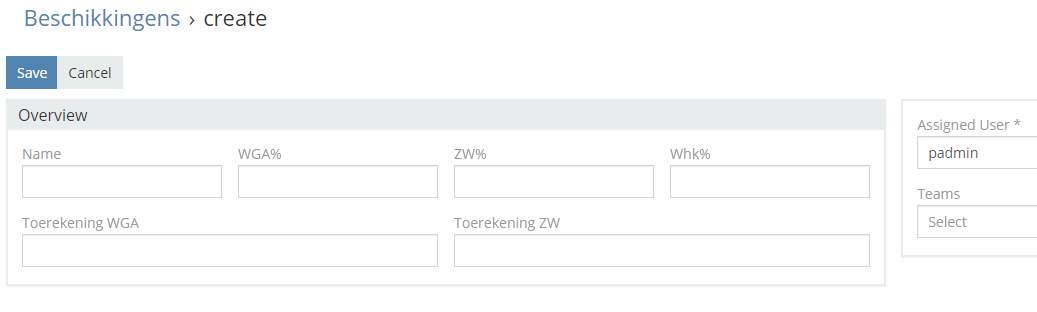 Beschikkingens › create
Save Cancel
Overview
Name WGA% ZW% Whk%
Toerekening WGA Toerekening ZW
Assigned User *
padmin
Teams
Select